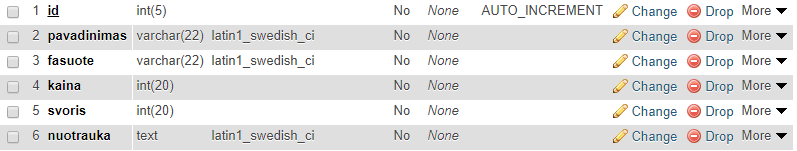 1 id int(5) No None AUTO_INCREMENT Change Drop More
2 pavadinimas varchar(22) latin1_swedish_ci No None Change Drop More
3 fasuote varchar(22) latin1_swedish_ci No None Change Drop More
4 kaina int(20) No None Change Drop More
5 svoris int(20) No None Change Drop More
6 nuotrauka text latin1_swedish_ci No None Change Drop More